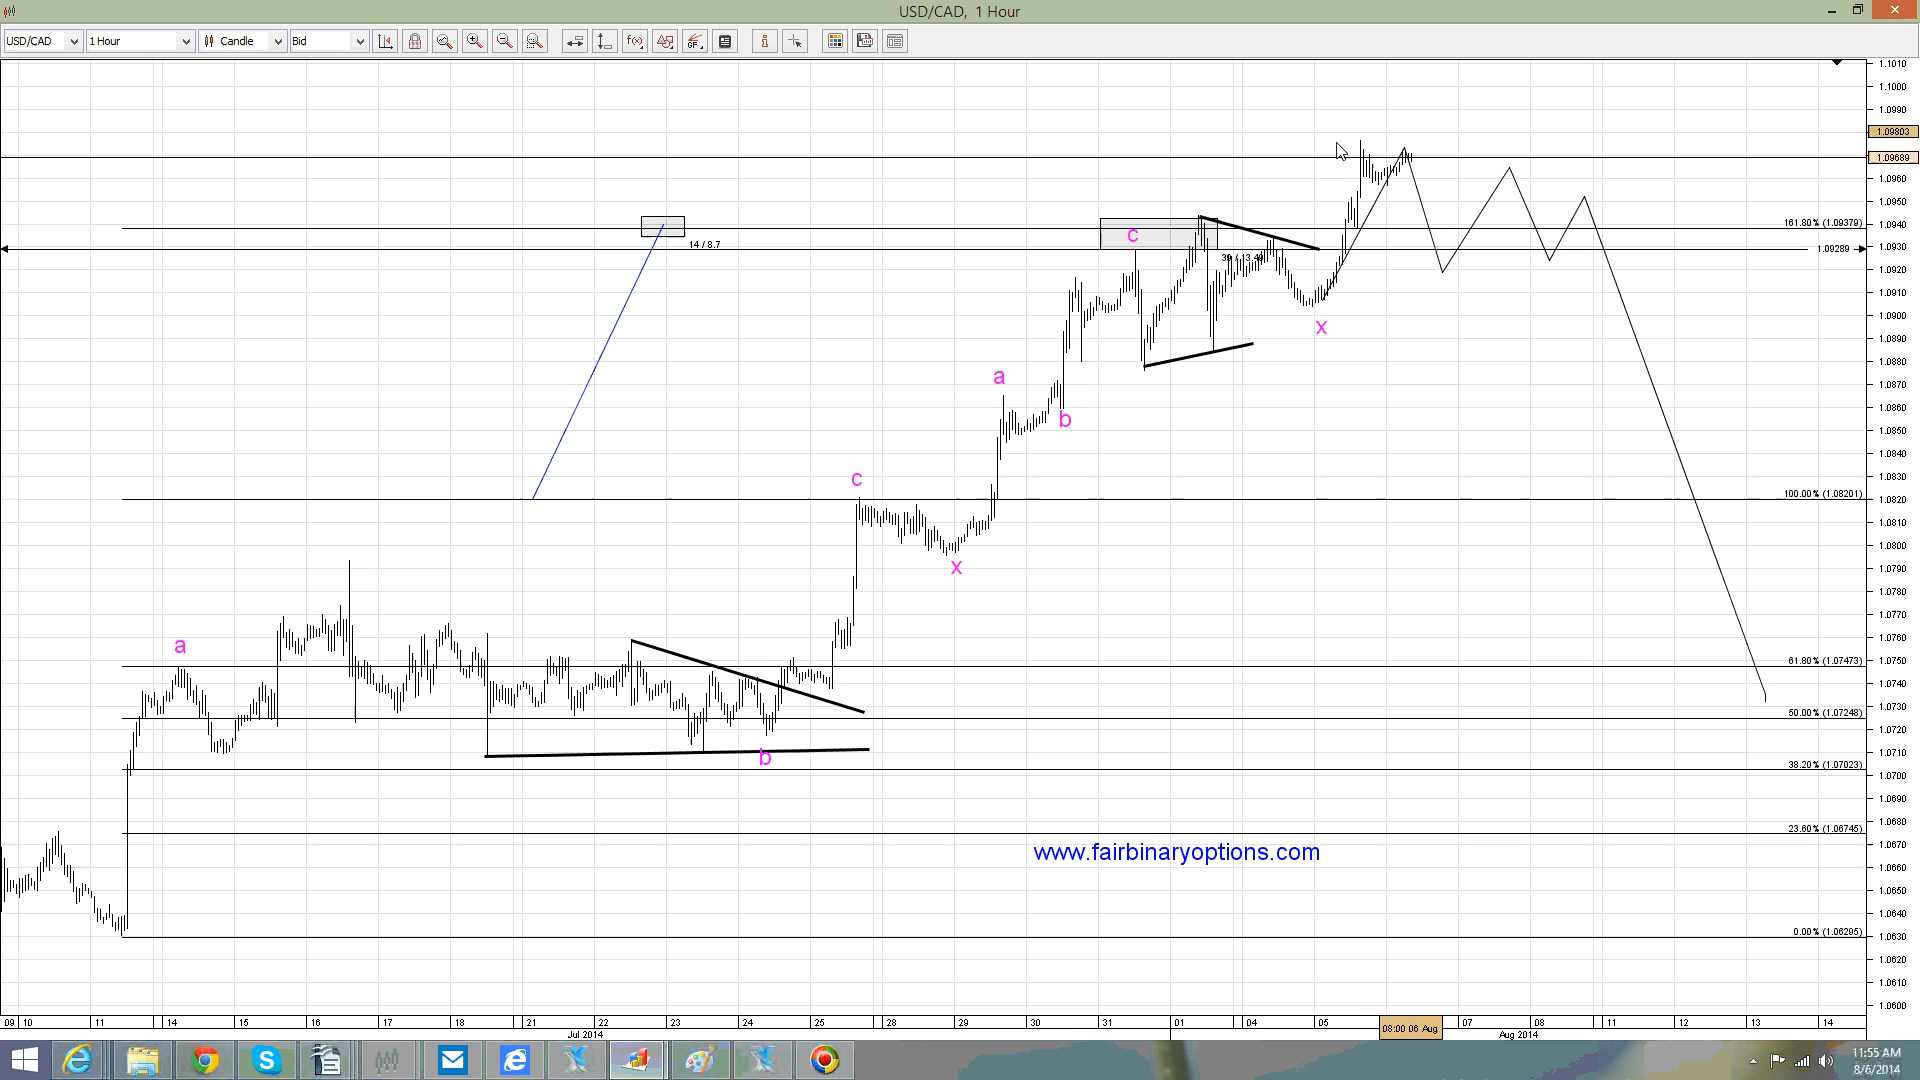 USD/CAD, 1 Hour
USD/CAD 1 Hour Candle Bid
1.1010
1.1000
1.0990
1.09803
1.09689
1.0960
1.0950
161.80 % (1.09379)
1.0940
1.0930
1.09289
1.0920
1.0910
1.0900
1.0890
1.0880
1.0870
1.0860
1.0850
1.0840
1.0830
1.0820
100.00 % (1.08201)
1.0810
1.0800
1.0790
1.0780
1.0770
1.0760
1.0750
61.80 % (1.07473)
1.0740
1.0730
1.0720
50.00 % (1.07248)
1.0710
1.0700
38.20 % (1.07023)
1.0690
1.0680
1.0670
23.60 % (1.06745)
1.0660
1.0650
1.0640
1.0630
0.00 % (1.06295)
1.0620
1.0610
1.0600
14 / 8.7
c
x
a
b
c
x
a
b
www.fairbinaryoptions.com
09 10 11 14 15 16 17 18 21 22 23 24 25 28 29 30 31 01 04 05 08:00 06 Aug 07 08 11 12 13 14
Jul 2014 Aug 2014
11:55 AM
8/6/2014